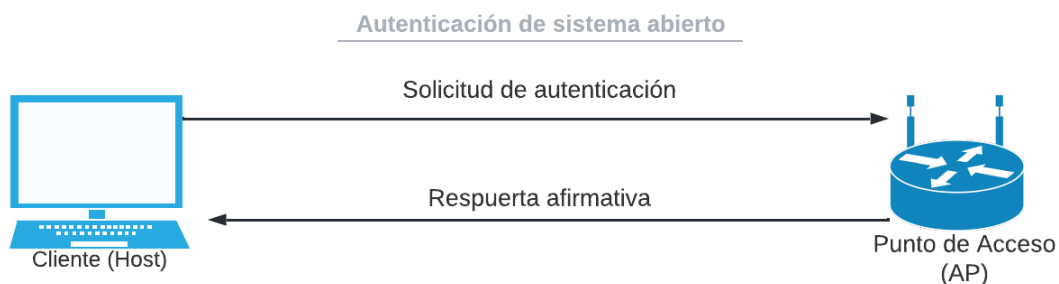 Autenticación de sistema abierto
Solicitud de autenticación
Respuerta afirmativa
Cliente (Host)
Punto de Acceso
(AP)